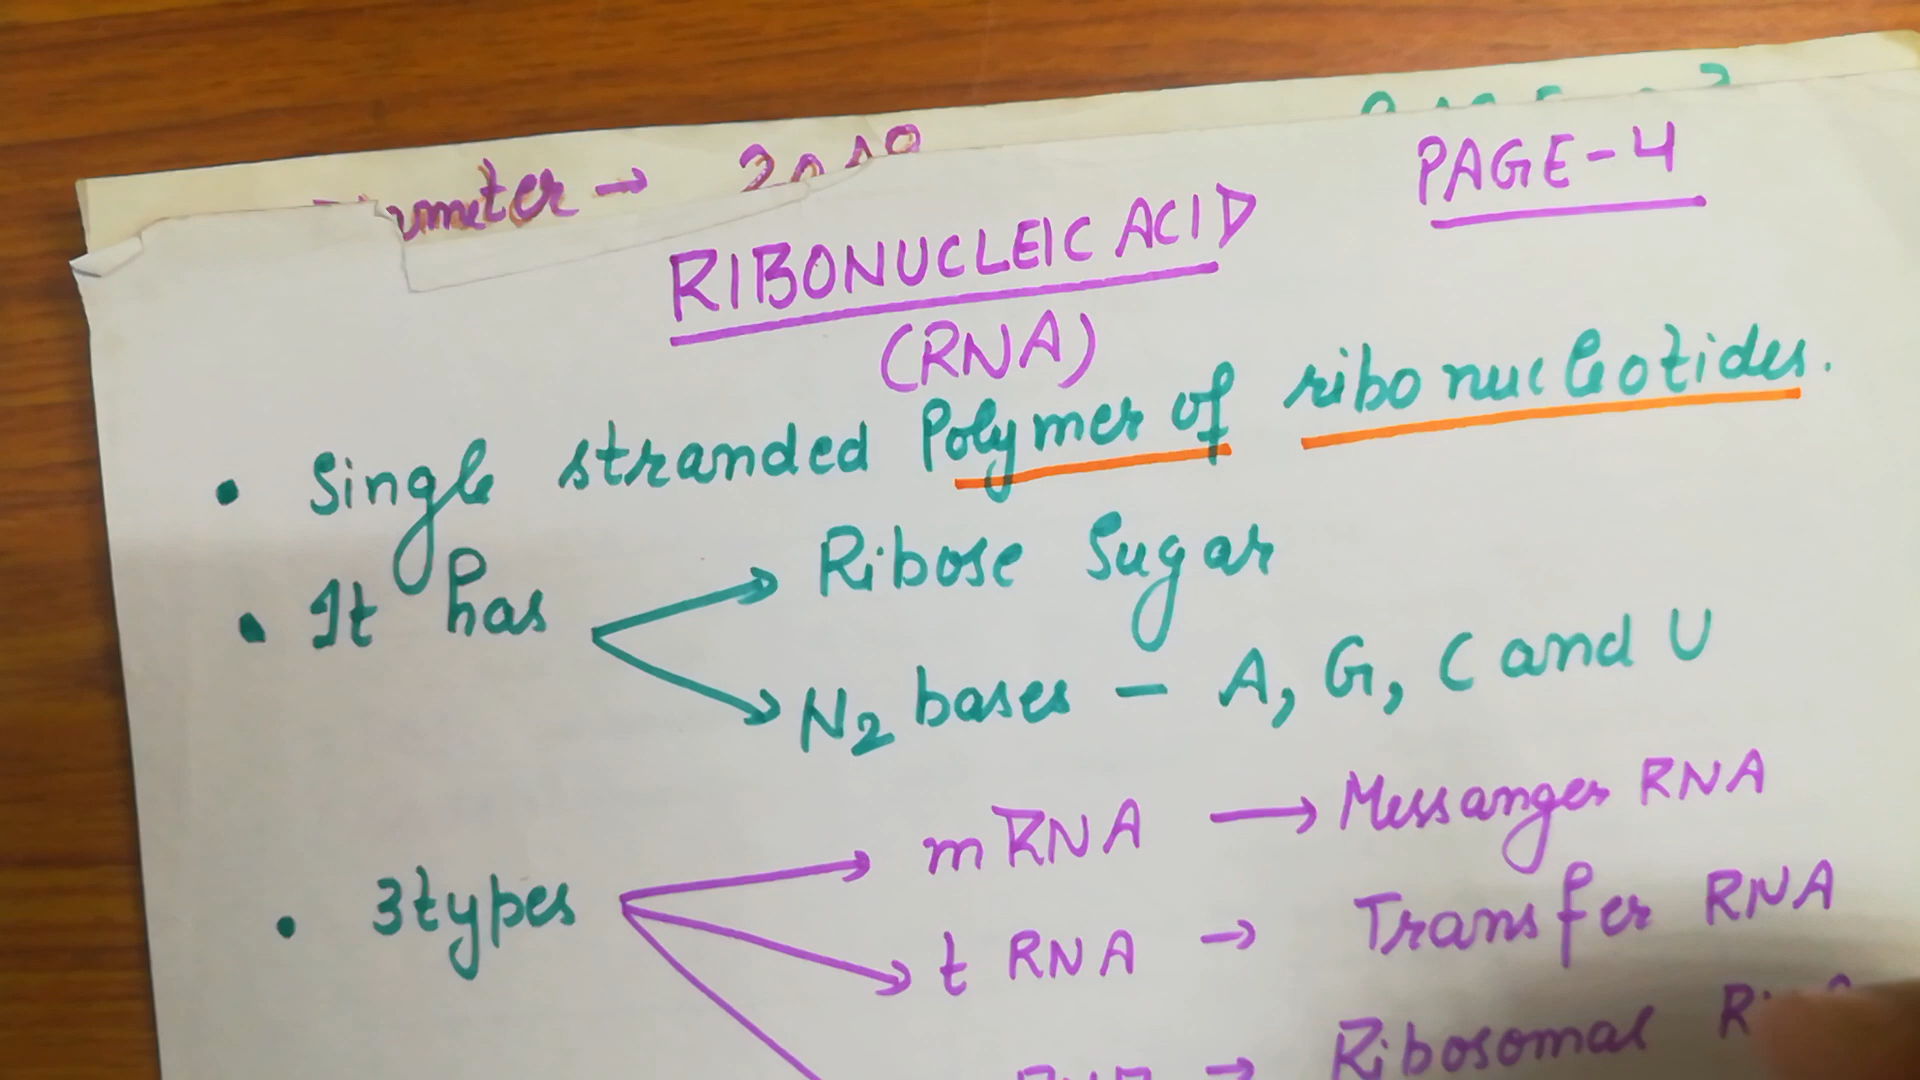 PAGE-4
RIBONUCLEIC ACID
(RNA)
• Single stranded Polymer of ribonucleotides.
• It has → Ribose Sugar
→ N2 bases - A, G, C and U
• 3types → mRNA → Messanger RNA
→ t RNA → Transfer RNA
→ Ribosomal